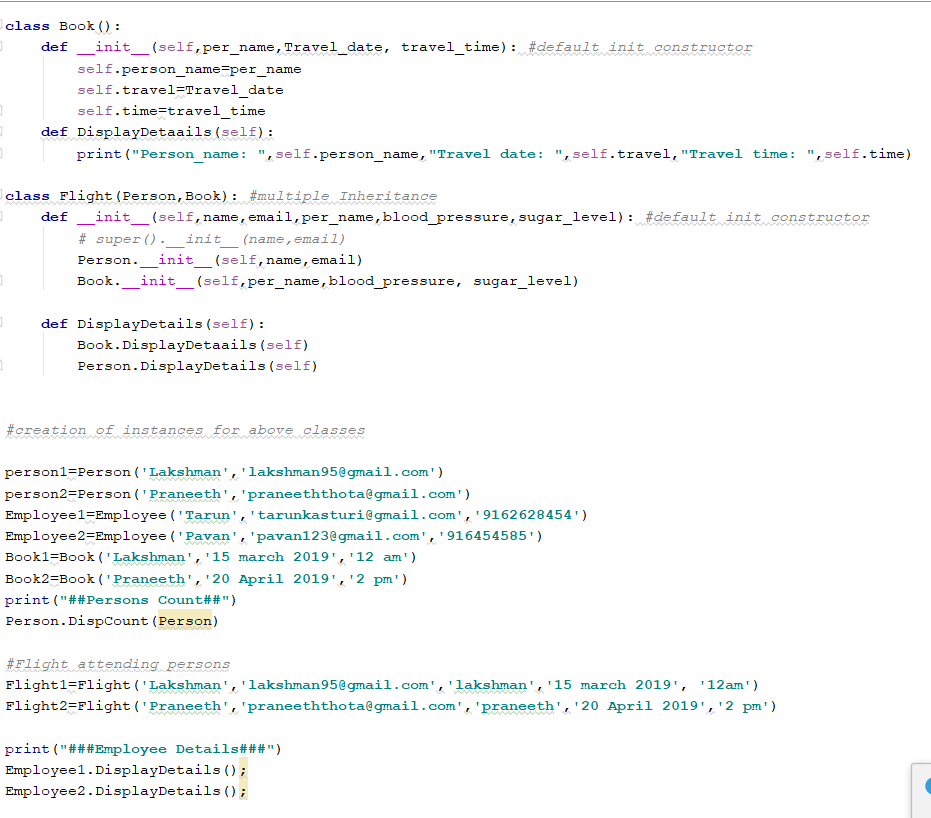 class Book():
    def __init__(self,per_name,Travel_date, travel_time): #default init constructor
        self.person_name=per_name
        self.travel=Travel_date
        self.time=travel_time
    def DisplayDetaails(self):
        print("Person_name: ",self.person_name,"Travel date: ",self.travel,"Travel time: ",self.time)

class Flight(Person,Book): #multiple Inheritance
    def __init__(self,name,email,per_name,blood_pressure,sugar_level): #default init constructor
        # super().__init__(name,email)
        Person.__init__(self,name,email)
        Book.__init__(self,per_name,blood_pressure, sugar_level)

    def DisplayDetails(self):
        Book.DisplayDetaails(self)
        Person.DisplayDetails(self)


#creation of instances for above classes

person1=Person('Lakshman','lakshman95@gmail.com')
person2=Person('Praneeth','praneeththota@gmail.com')
Employee1=Employee('Tarun','tarunkasturi@gmail.com','9162628454')
Employee2=Employee('Pavan','pavan123@gmail.com','916454585')
Book1=Book('Lakshman','15 march 2019','12 am')
Book2=Book('Praneeth','20 April 2019','2 pm')
print("##Persons Count##")
Person.DispCount(Person)

#Flight attending persons
Flight1=Flight('Lakshman','lakshman95@gmail.com','lakshman','15 march 2019', '12am')
Flight2=Flight('Praneeth','praneeththota@gmail.com','praneeth','20 April 2019','2 pm')

print("###Employee Details###")
Employee1.DisplayDetails();
Employee2.DisplayDetails();